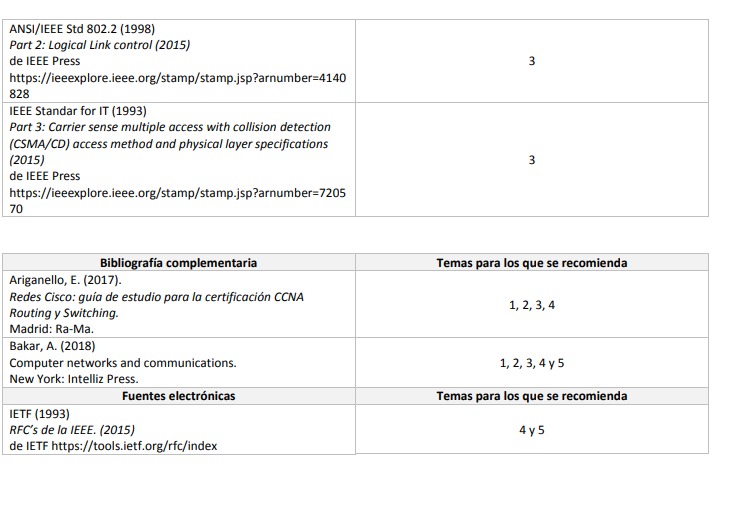 ANSI/IEEE Std 802.2 (1998)
Part 2: Logical Link control (2015)
de IEEE Press
https://ieeexplore.ieee.org/stamp/stamp.jsp?arnumber=4140
828
3
IEEE Standar for IT (1993)
Part 3: Carrier sense multiple access with collision detection
(CSMA/CD) access method and physical layer specifications
(2015)
de IEEE Press
https://ieeexplore.ieee.org/stamp/stamp.jsp?arnumber=7205
70
3
Bibliografía complementaria
Temas para los que se recomienda
Ariganello, E. (2017).
Redes Cisco: guía de estudio para la certificación CCNA
Routing y Switching.
Madrid: Ra-Ma.
1, 2, 3, 4
Bakar, A. (2018)
Computer networks and communications.
New York: Intelliz Press.
1, 2, 3, 4 y 5
Fuentes electrónicas
Temas para los que se recomienda
IETF (1993)
RFC’s de la IEEE. (2015)
de IETF https://tools.ietf.org/rfc/index
4 y 5